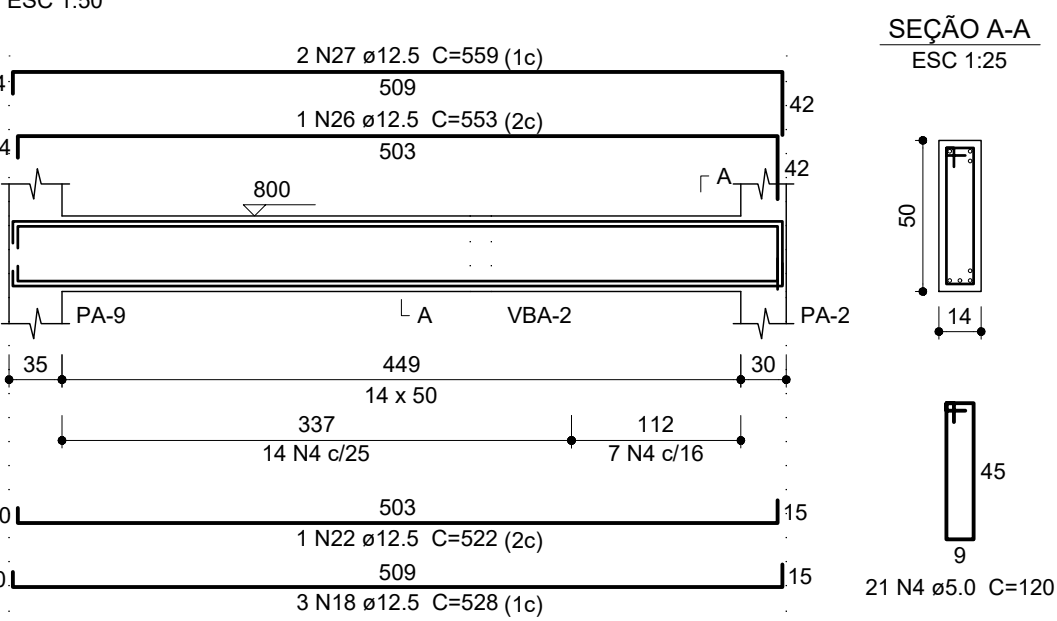 ESC 1:50
SEÇÃO A-A
ESC 1:25
2 N27 ø12.5 C=559 (1c)
509
42
1 N26 ø12.5 C=553 (2c)
503
42
800
A
50
14
PA-9
A
VBA-2
PA-2
35
449
30
14 x 50
337
112
14 N4 c/25
7 N4 c/16
45
9
21 N4 ø5.0 C=120
503
15
1 N22 ø12.5 C=522 (2c)
509
15
3 N18 ø12.5 C=528 (1c)